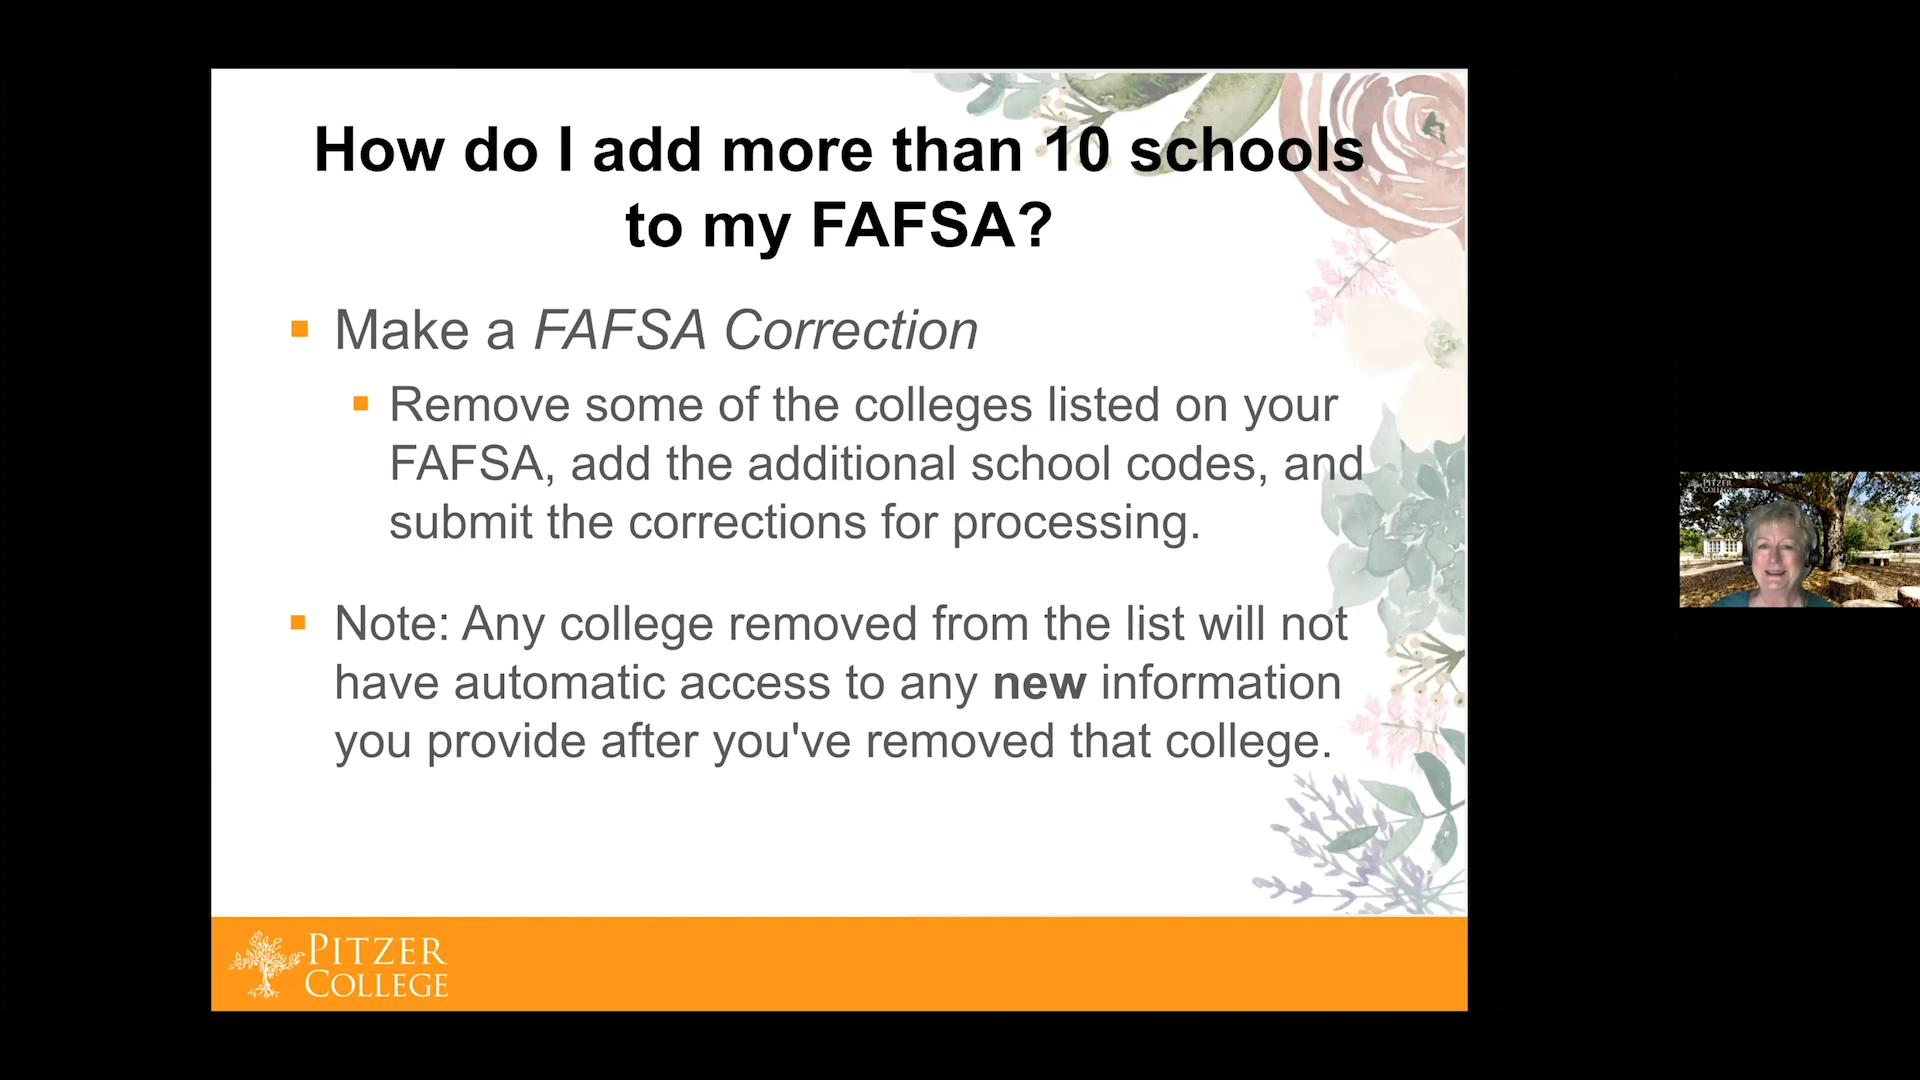 How do I add more than 10 schools
to my FAFSA?
Make a FAFSA Correction
Remove some of the colleges listed on your
FAFSA, add the additional school codes, and
submit the corrections for processing.
Note: Any college removed from the list will not
have automatic access to any new information
you provide after you've removed that college.
PITZER
COLLEGE
PITZER
COLLEGE